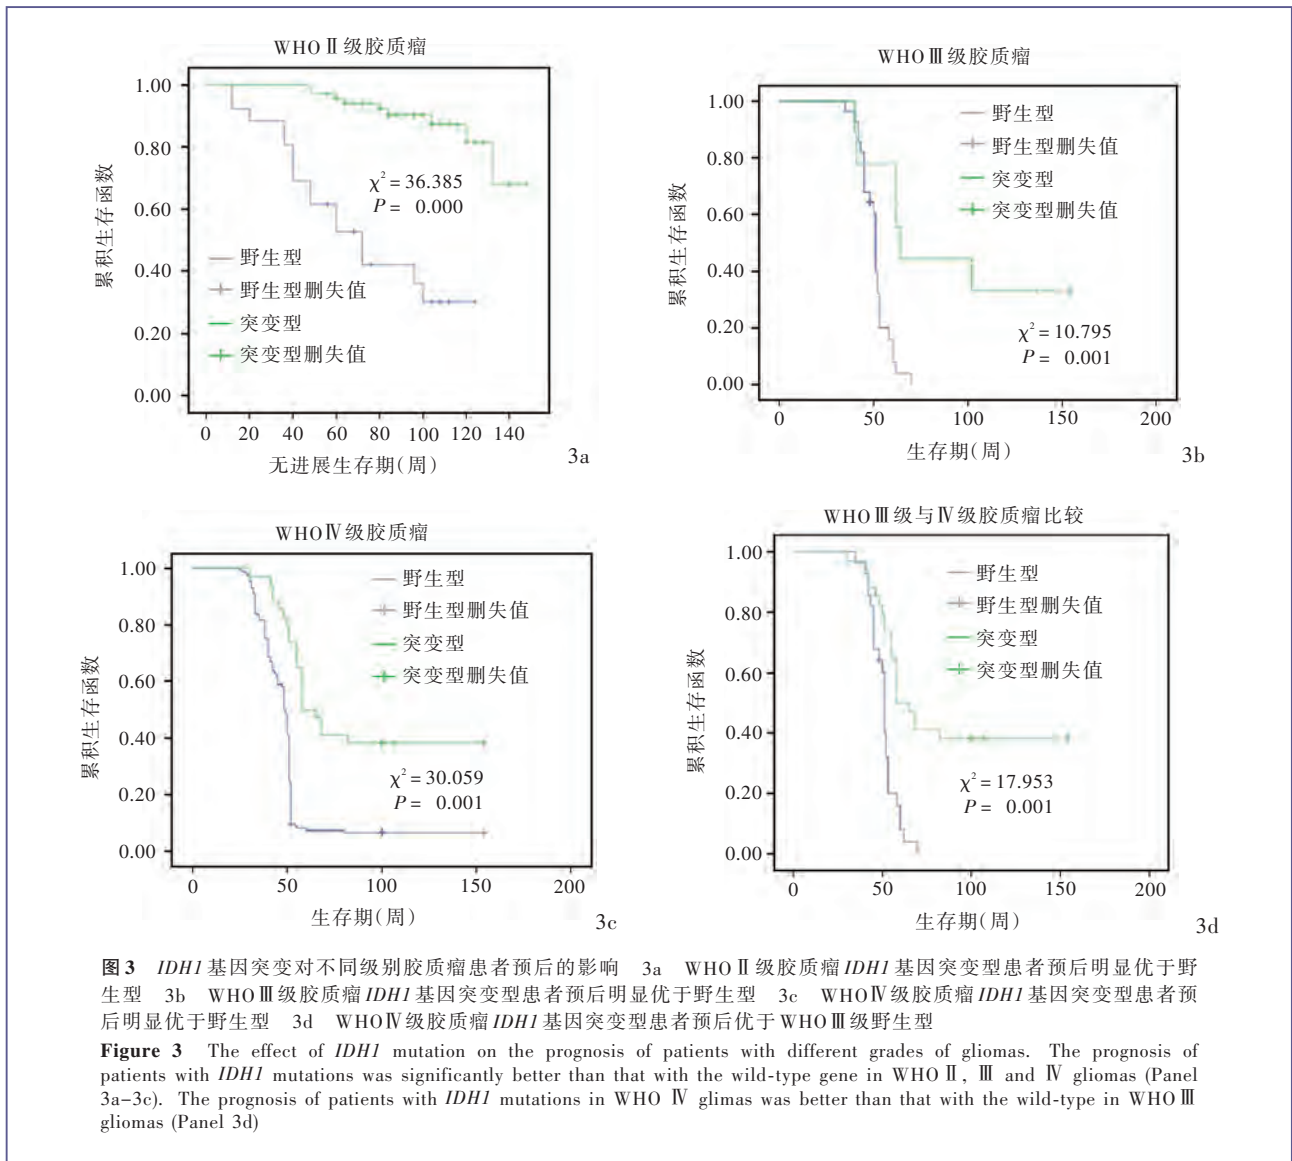 WHO Ⅱ级胶质瘤
1.00
0.80
0.60
0.40
0.20
0.00
累积生存函数
χ² = 36.385
P = 0.000
野生型
野生型删失值
突变型
突变型删失值
0 20 40 60 80 100 120 140
无进展生存期(周)
3a
WHO Ⅲ级胶质瘤
1.00
0.80
0.60
0.40
0.20
0.00
累积生存函数
野生型
野生型删失值
突变型
突变型删失值
χ² = 10.795
P = 0.001
0 50 100 150 200
生存期(周)
3b
WHO Ⅳ级胶质瘤
1.00
0.80
0.60
0.40
0.20
0.00
累积生存函数
野生型
野生型删失值
突变型
突变型删失值
χ² = 30.059
P = 0.001
0 50 100 150 200
生存期(周)
3c
WHO Ⅲ级与Ⅳ级胶质瘤比较
1.00
0.80
0.60
0.40
0.20
0.00
累积生存函数
野生型
野生型删失值
突变型
突变型删失值
χ² = 17.953
P = 0.001
0 50 100 150 200
生存期(周)
3d
图3 IDH1基因突变对不同级别胶质瘤患者预后的影响 3a WHO Ⅱ级胶质瘤IDH1基因突变型患者预后明显优于野
生型 3b WHO Ⅲ级胶质瘤IDH1基因突变型患者预后明显优于野生型 3c WHO Ⅳ级胶质瘤IDH1基因突变型患者预
后明显优于野生型 3d WHO Ⅳ级胶质瘤IDH1基因突变型患者预后优于WHO Ⅲ级野生型
Figure 3 The effect of IDH1 mutation on the prognosis of patients with different grades of gliomas. The prognosis of
patients with IDH1 mutations was significantly better than that with the wild-type gene in WHO Ⅱ, Ⅲ and Ⅳ gliomas (Panel
3a-3c). The prognosis of patients with IDH1 mutations in WHO Ⅳ glimas was better than that with the wild-type in WHO Ⅲ
gliomas (Panel 3d)